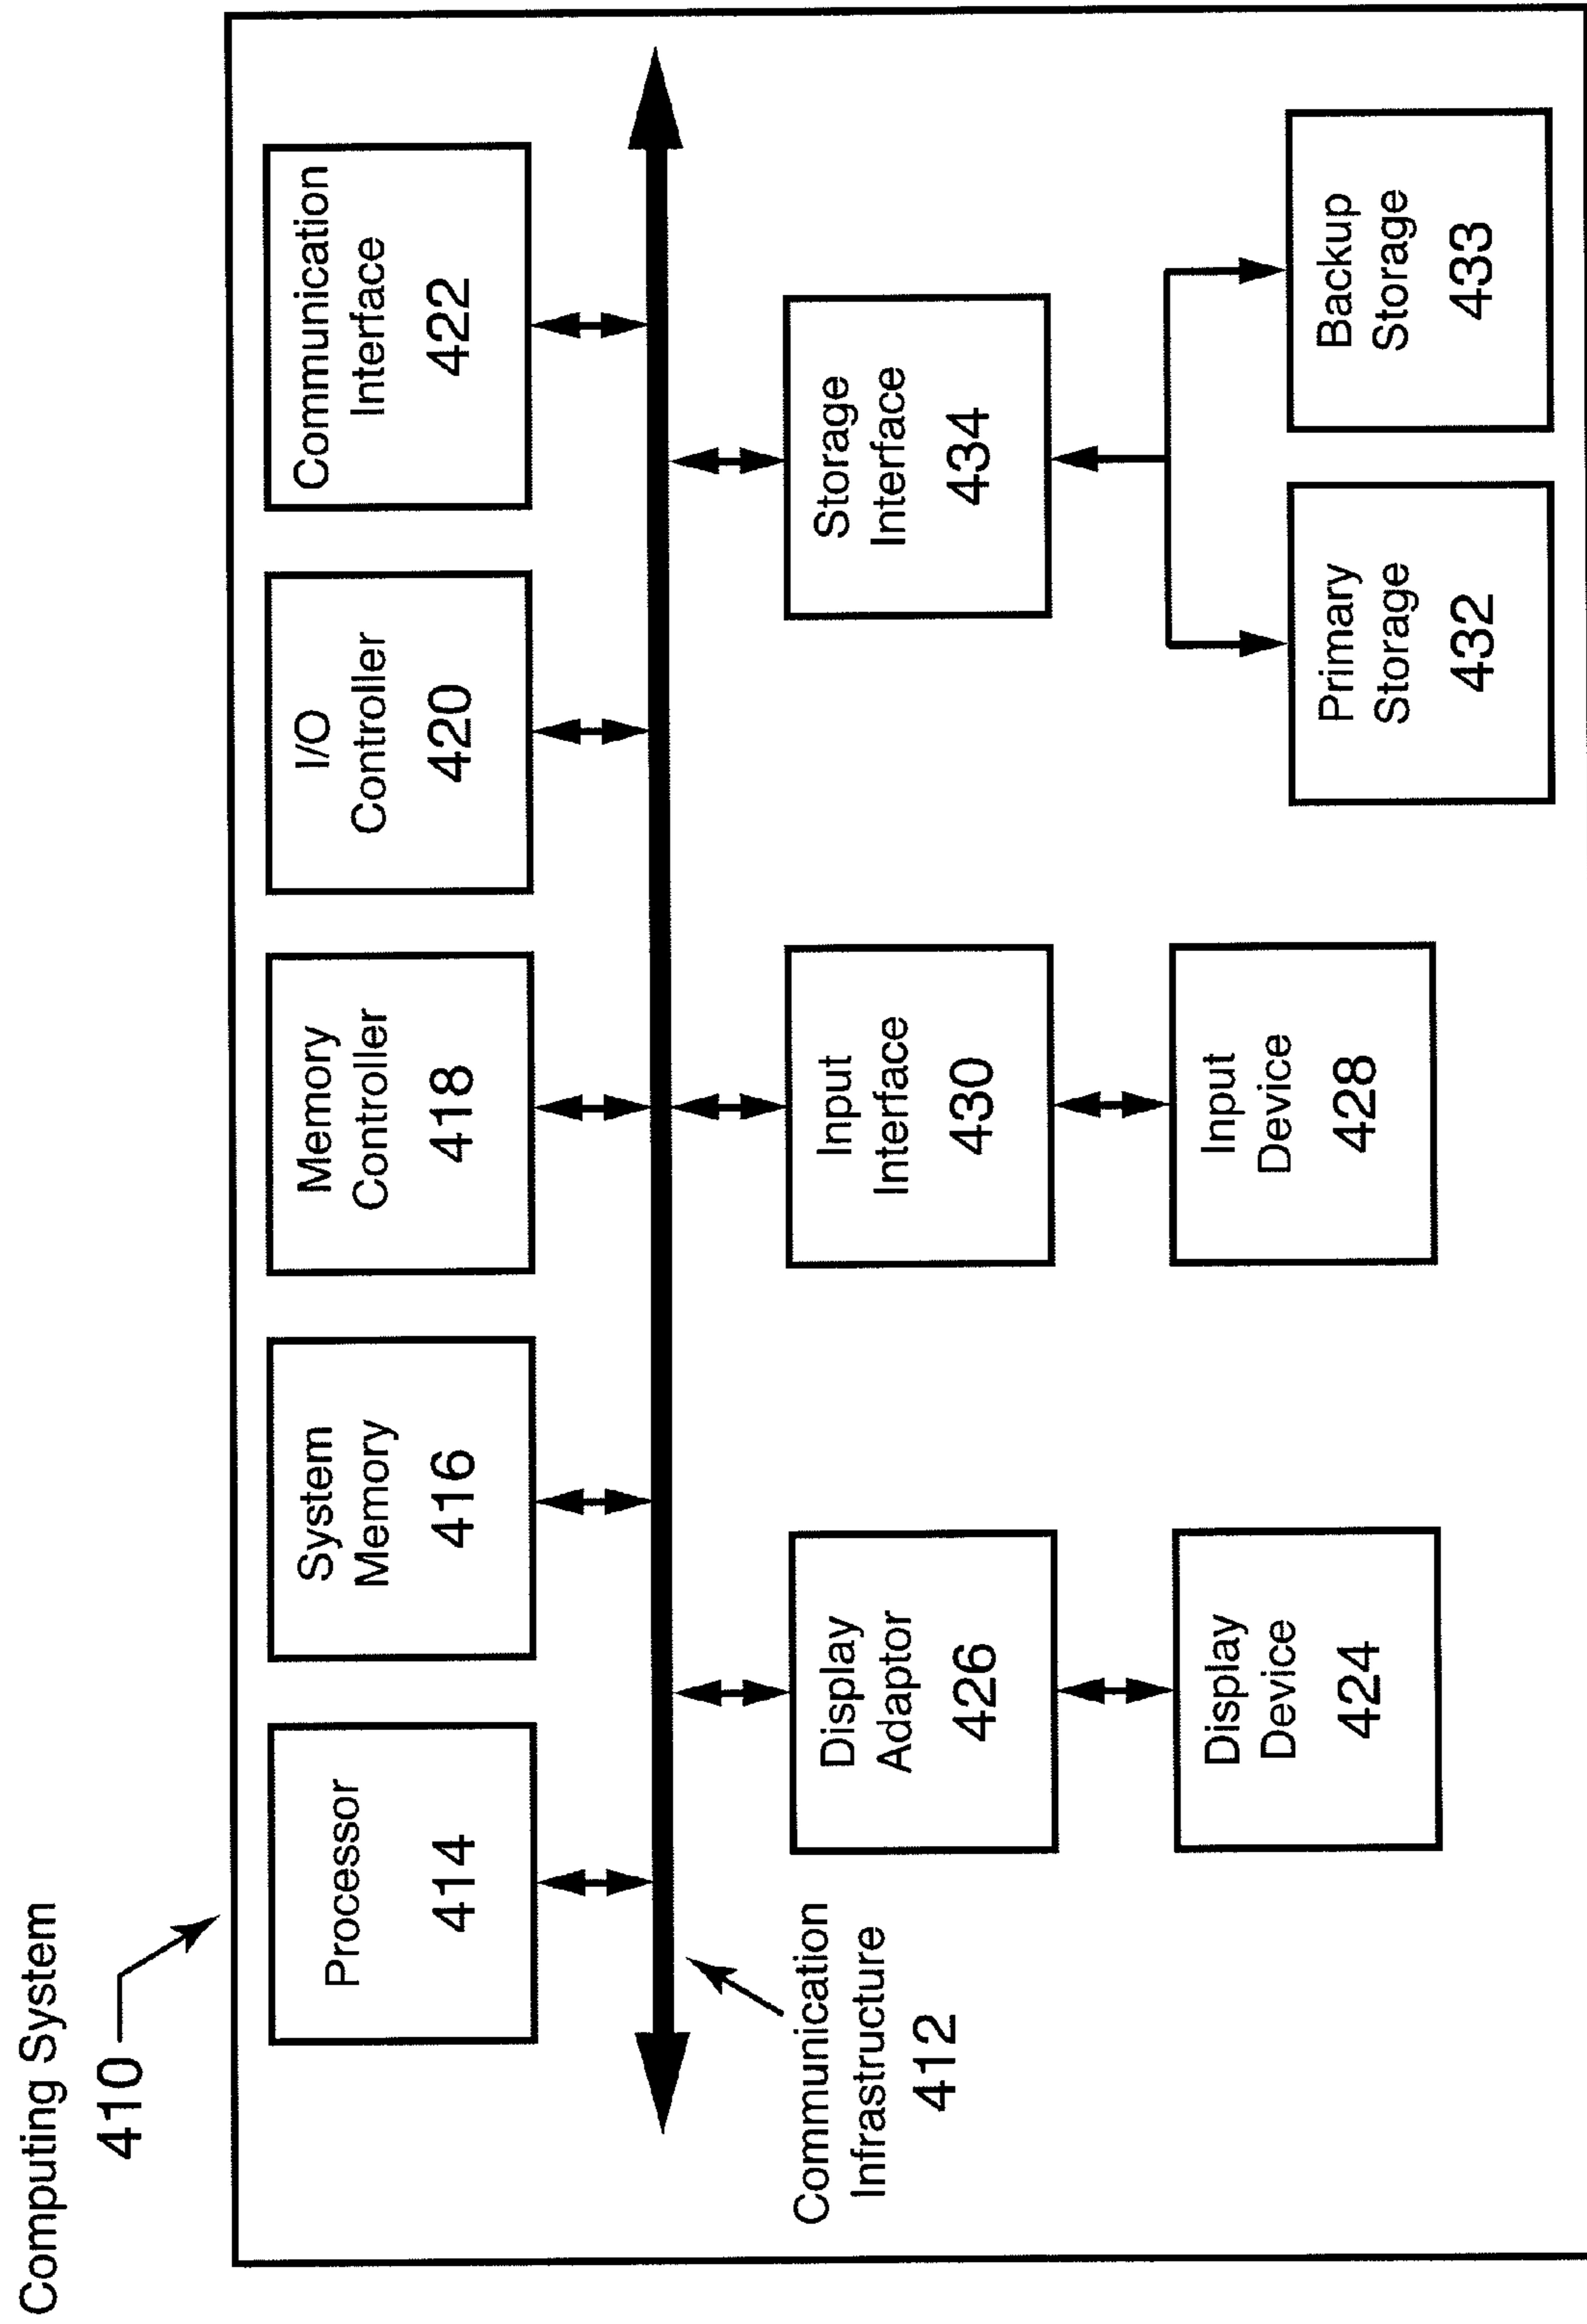 Computing System
410
Processor
414
System
Memory
416
Memory
Controller
418
I/O
Controller
420
Communication
Interface
422
Communication
Infrastructure
412
Display
Adaptor
426
Input
Interface
430
Storage
Interface
434
Display
Device
424
Input
Device
428
Primary
Storage
432
Backup
Storage
433